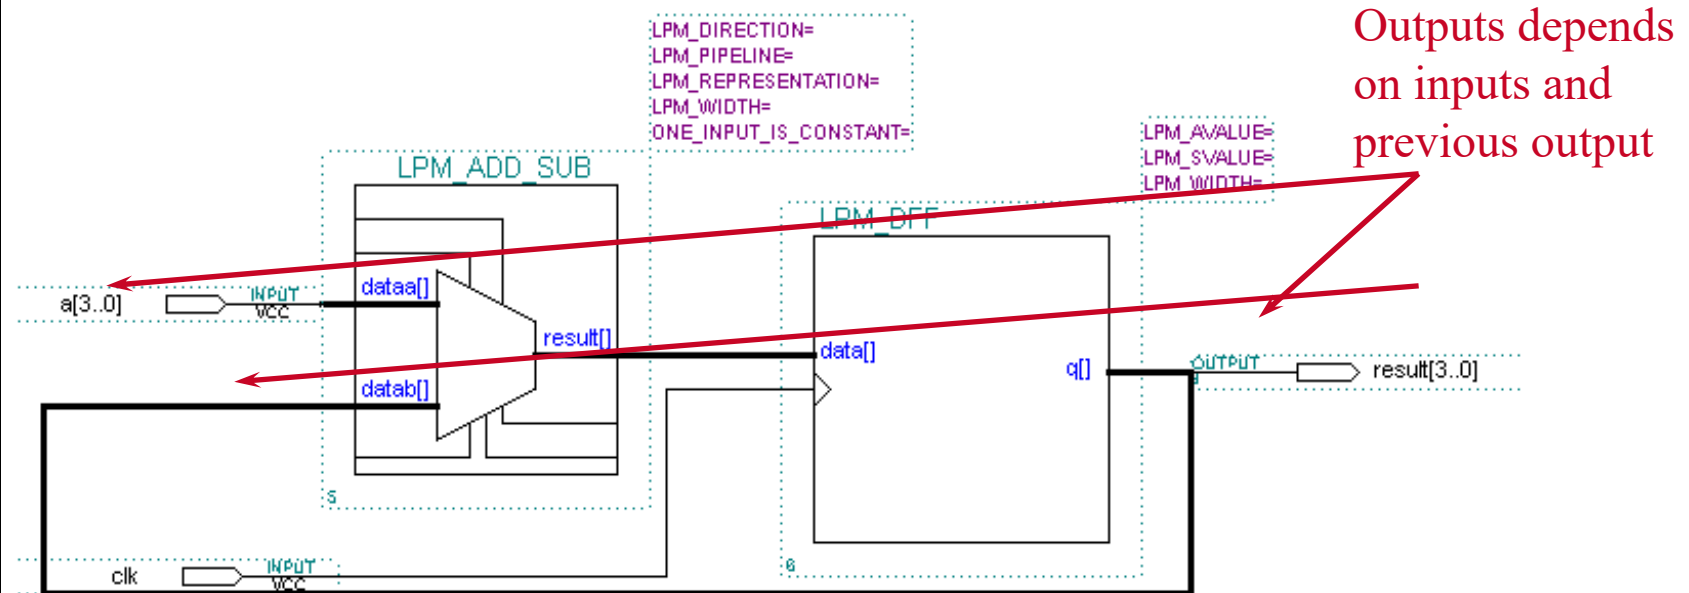 Outputs depends
on inputs and
previous output
LPM_DIRECTION=
LPM_PIPELINE=
LPM_REPRESENTATION=
LPM_WIDTH=
ONE_INPUT_IS_CONSTANT=
LPM_AVALUE=
LPM_SVALUE=
LPM_WIDTH=
LPM_ADD_SUB
LPM_DFF
a[3..0]
INPUT
VCC
dataa[]
result[]
datab[]
5
data[]
q[]
6
OUTPUT
result[3..0]
clk
INPUT
VCC